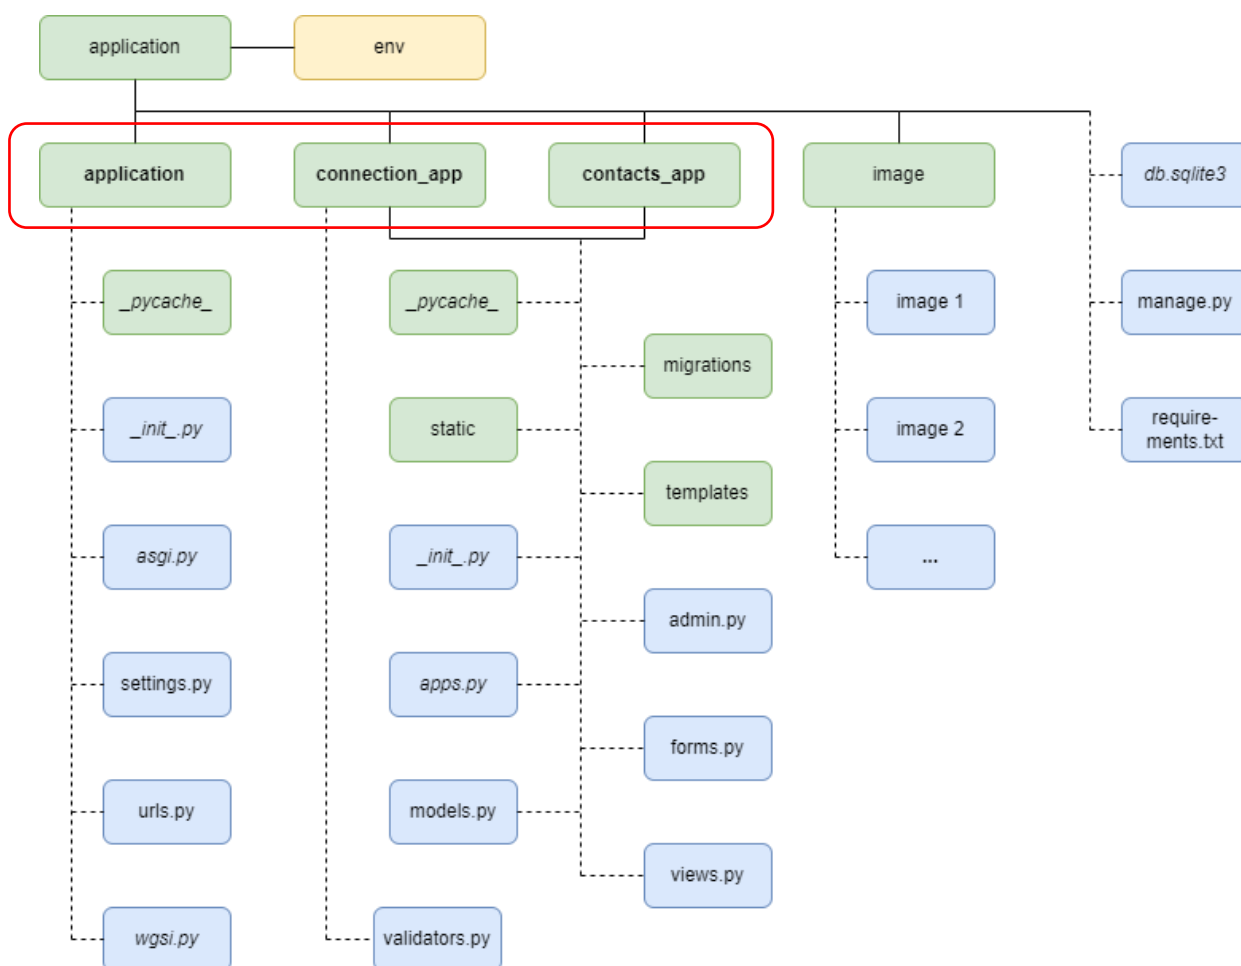 application
env
application
connection_app
contacts_app
image
db.sqlite3
_pycache_
_pycache_
image 1
manage.py
migrations
_init_.py
static
image 2
require-
ments.txt
templates
asgi.py
_init_.py
...
admin.py
settings.py
apps.py
forms.py
urls.py
models.py
views.py
wgsi.py
validators.py